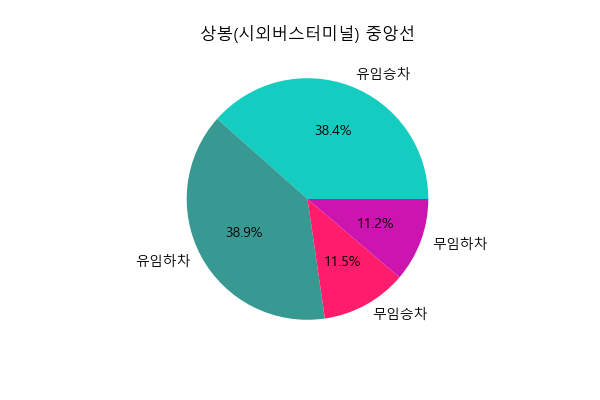 상봉(시외버스터미널) 중앙선
유임승차
38.4%
38.9%
유임하차
11.5%
무임승차
11.2%
무임하차